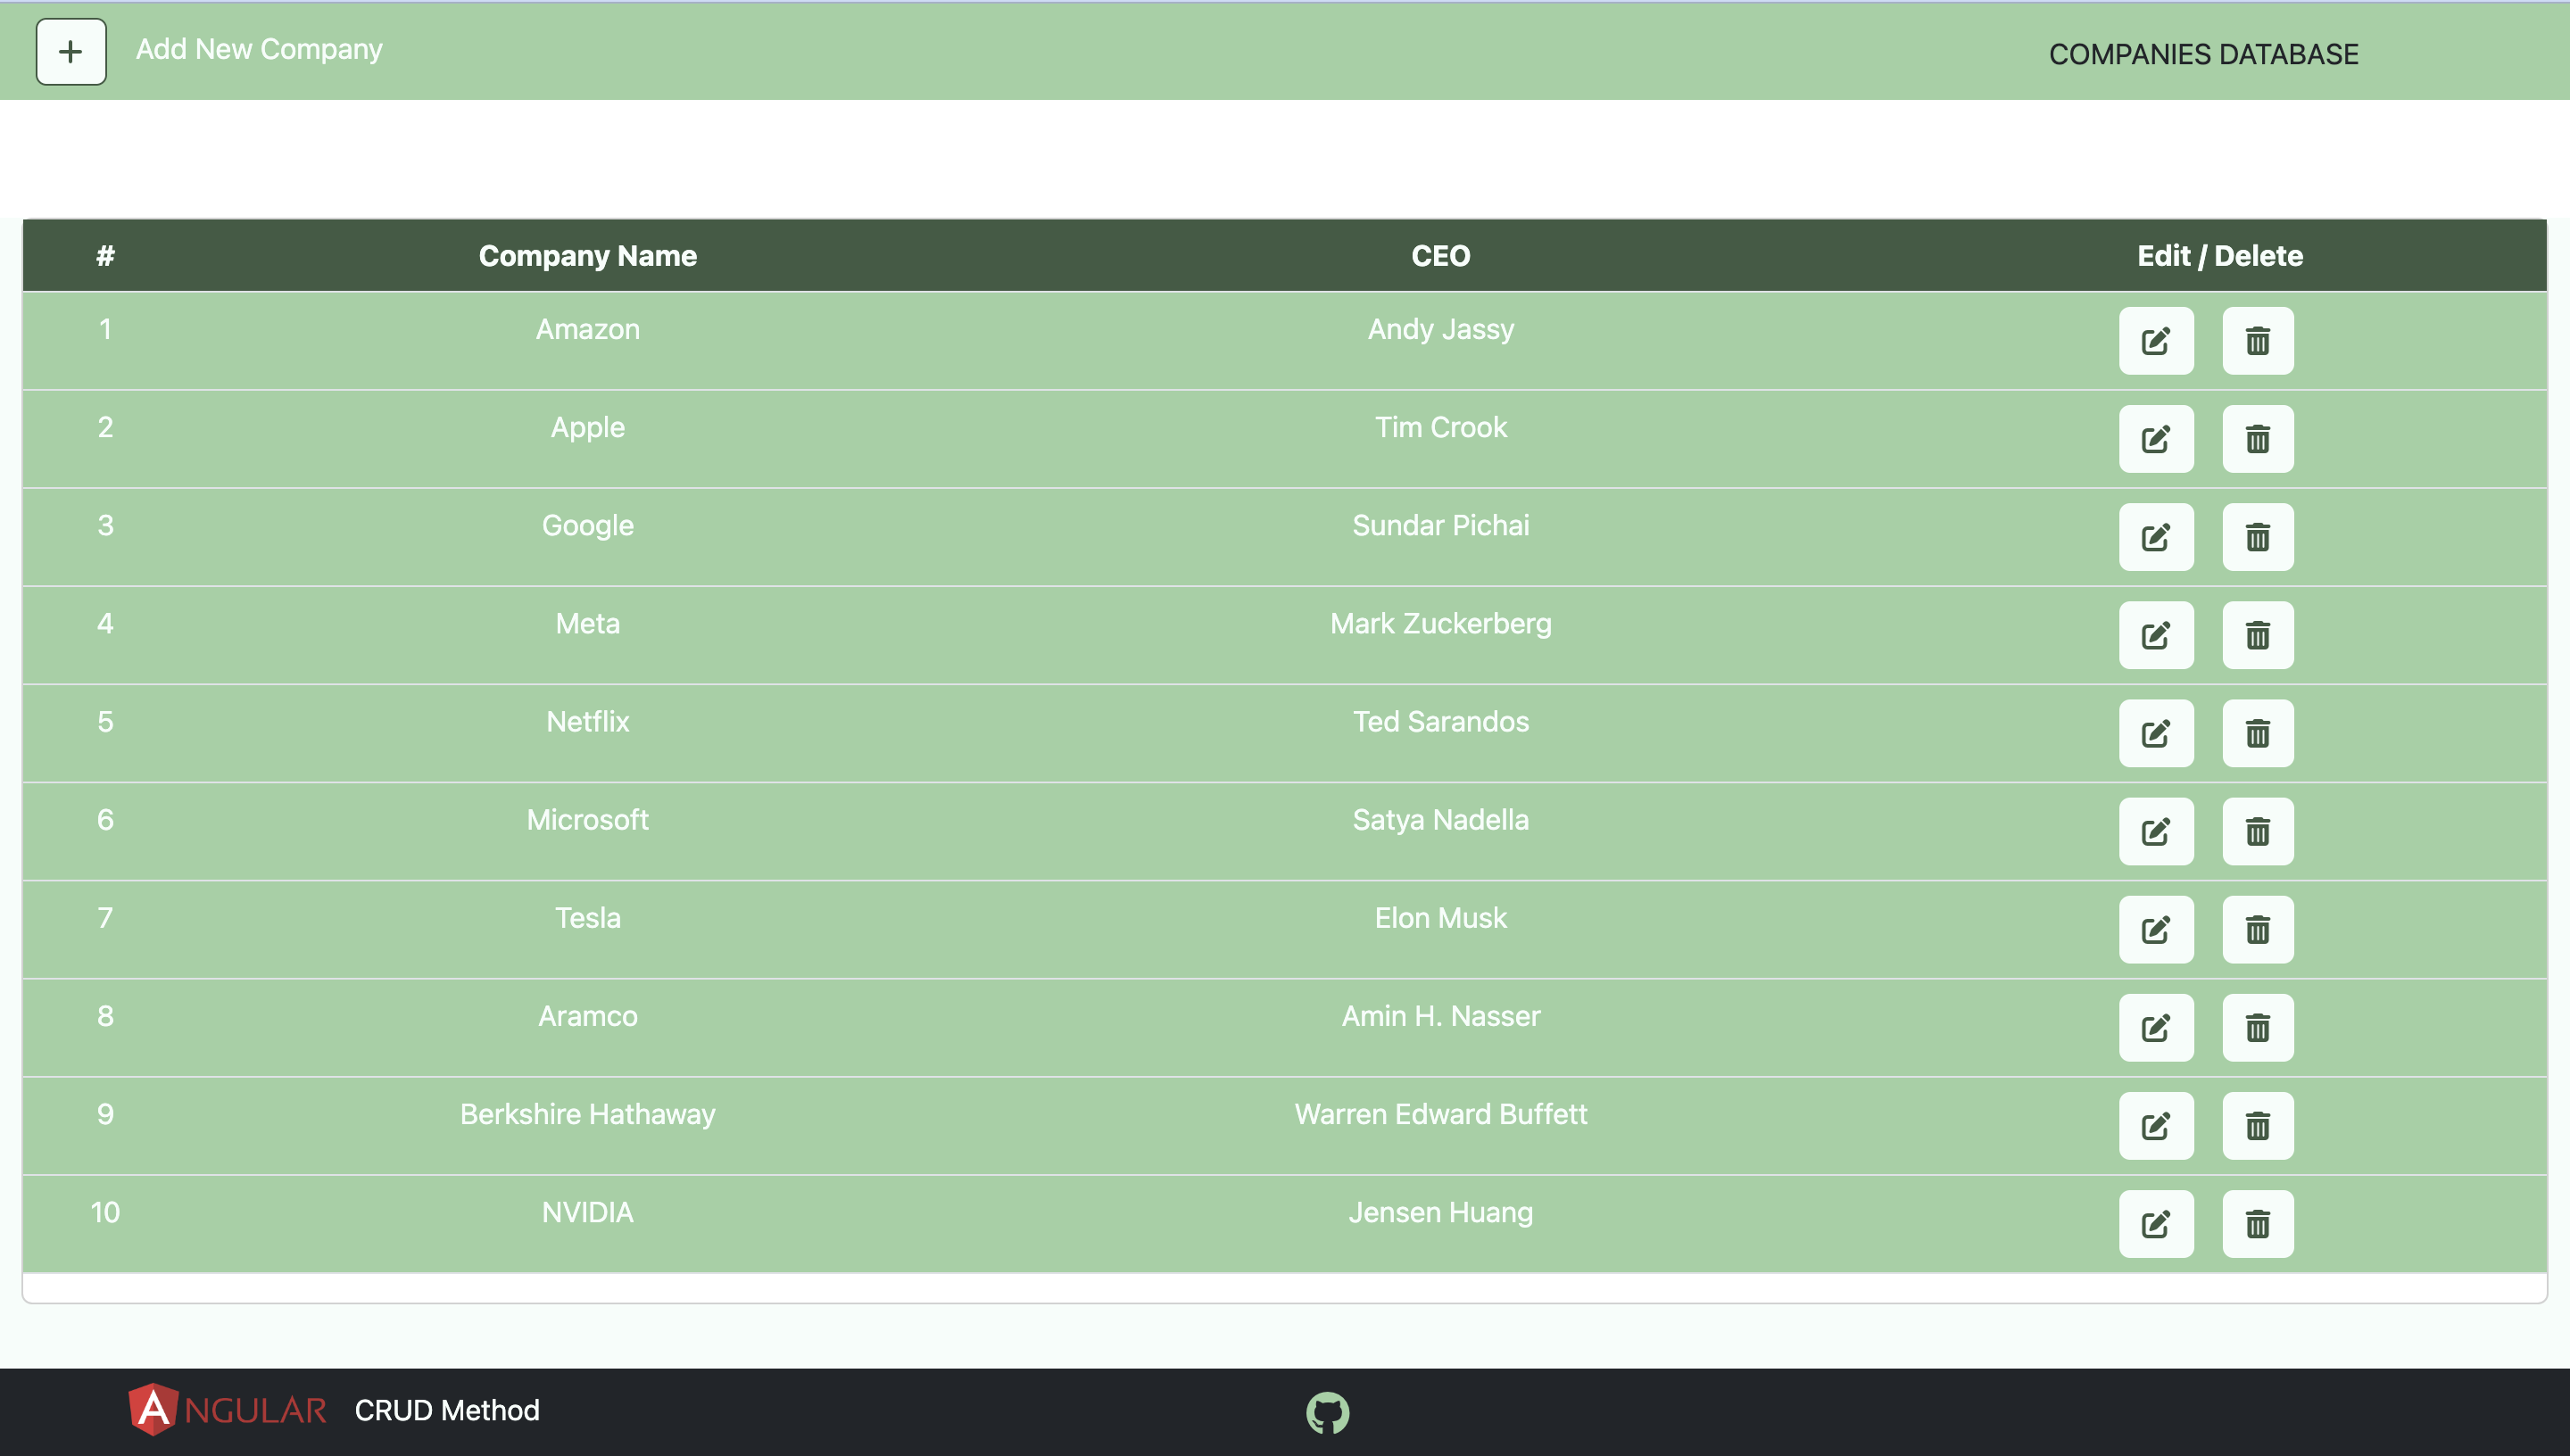 + Add New Company COMPANIES DATABASE
# Company Name CEO Edit / Delete
1 Amazon Andy Jassy
2 Apple Tim Crook
3 Google Sundar Pichai
4 Meta Mark Zuckerberg
5 Netflix Ted Sarandos
6 Microsoft Satya Nadella
7 Tesla Elon Musk
8 Aramco Amin H. Nasser
9 Berkshire Hathaway Warren Edward Buffett
10 NVIDIA Jensen Huang
ANGULAR CRUD Method